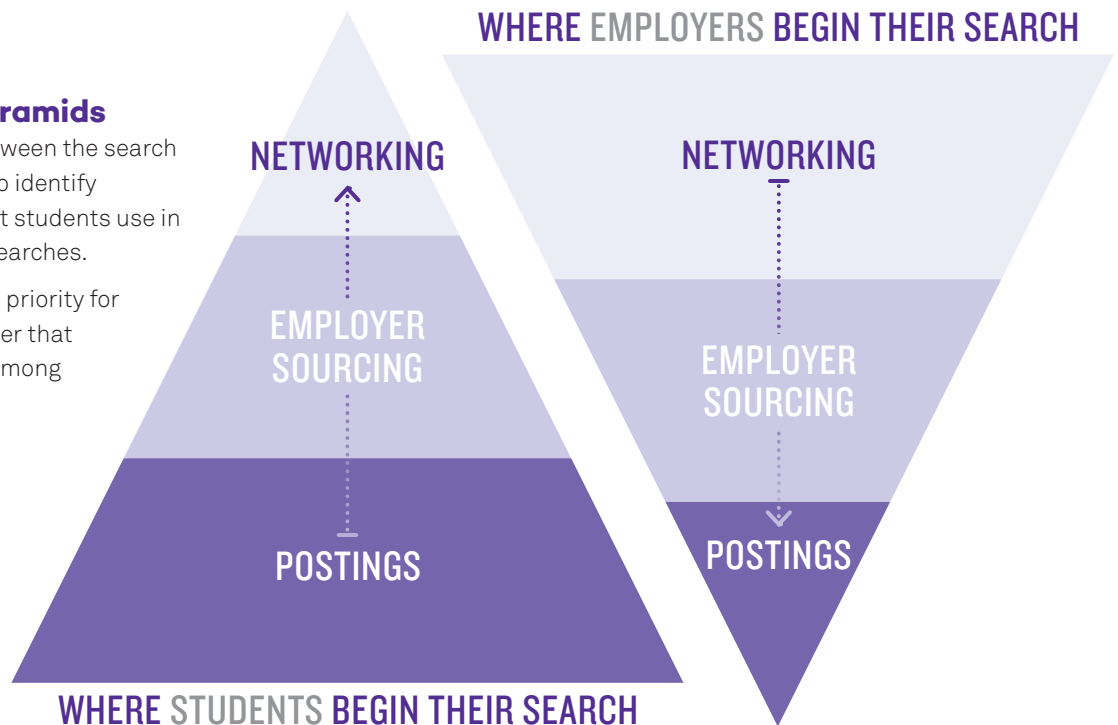 WHERE EMPLOYERS BEGIN THEIR SEARCH
ramids
ween the search
o identify
t students use in
earches.
priority for
er that
mong
NETWORKING
EMPLOYER
SOURCING
POSTINGS
WHERE STUDENTS BEGIN THEIR SEARCH
NETWORKING
EMPLOYER
SOURCING
POSTINGS